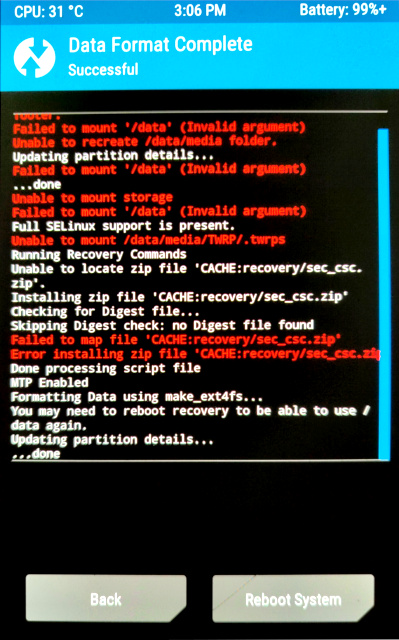 CPU: 31 °C 3:06 PM Battery: 99%+
Data Format Complete
Successful
footer.
Failed to mount '/data' (Invalid argument)
Unable to recreate /data/media folder.
Updating partition details...
Failed to mount '/data' (Invalid argument)
...done
Unable to mount storage
Failed to mount '/data' (Invalid argument)
Full SELinux support is present.
Unable to mount /data/media/TWRP/.twrps
Running Recovery Commands
Unable to locate zip file 'CACHE:recovery/sec_csc.
zip'.
Installing zip file 'CACHE:recovery/sec_csc.zip'
Checking for Digest file...
Skipping Digest check: no Digest file found
Failed to map file 'CACHE:recovery/sec_csc.zip'
Error installing zip file 'CACHE:recovery/sec_csc.zip
Done processing script file
MTP Enabled
Formatting Data using make_ext4fs...
You may need to reboot recovery to be able to use /
data again.
Updating partition details...
...done
Back
Reboot System